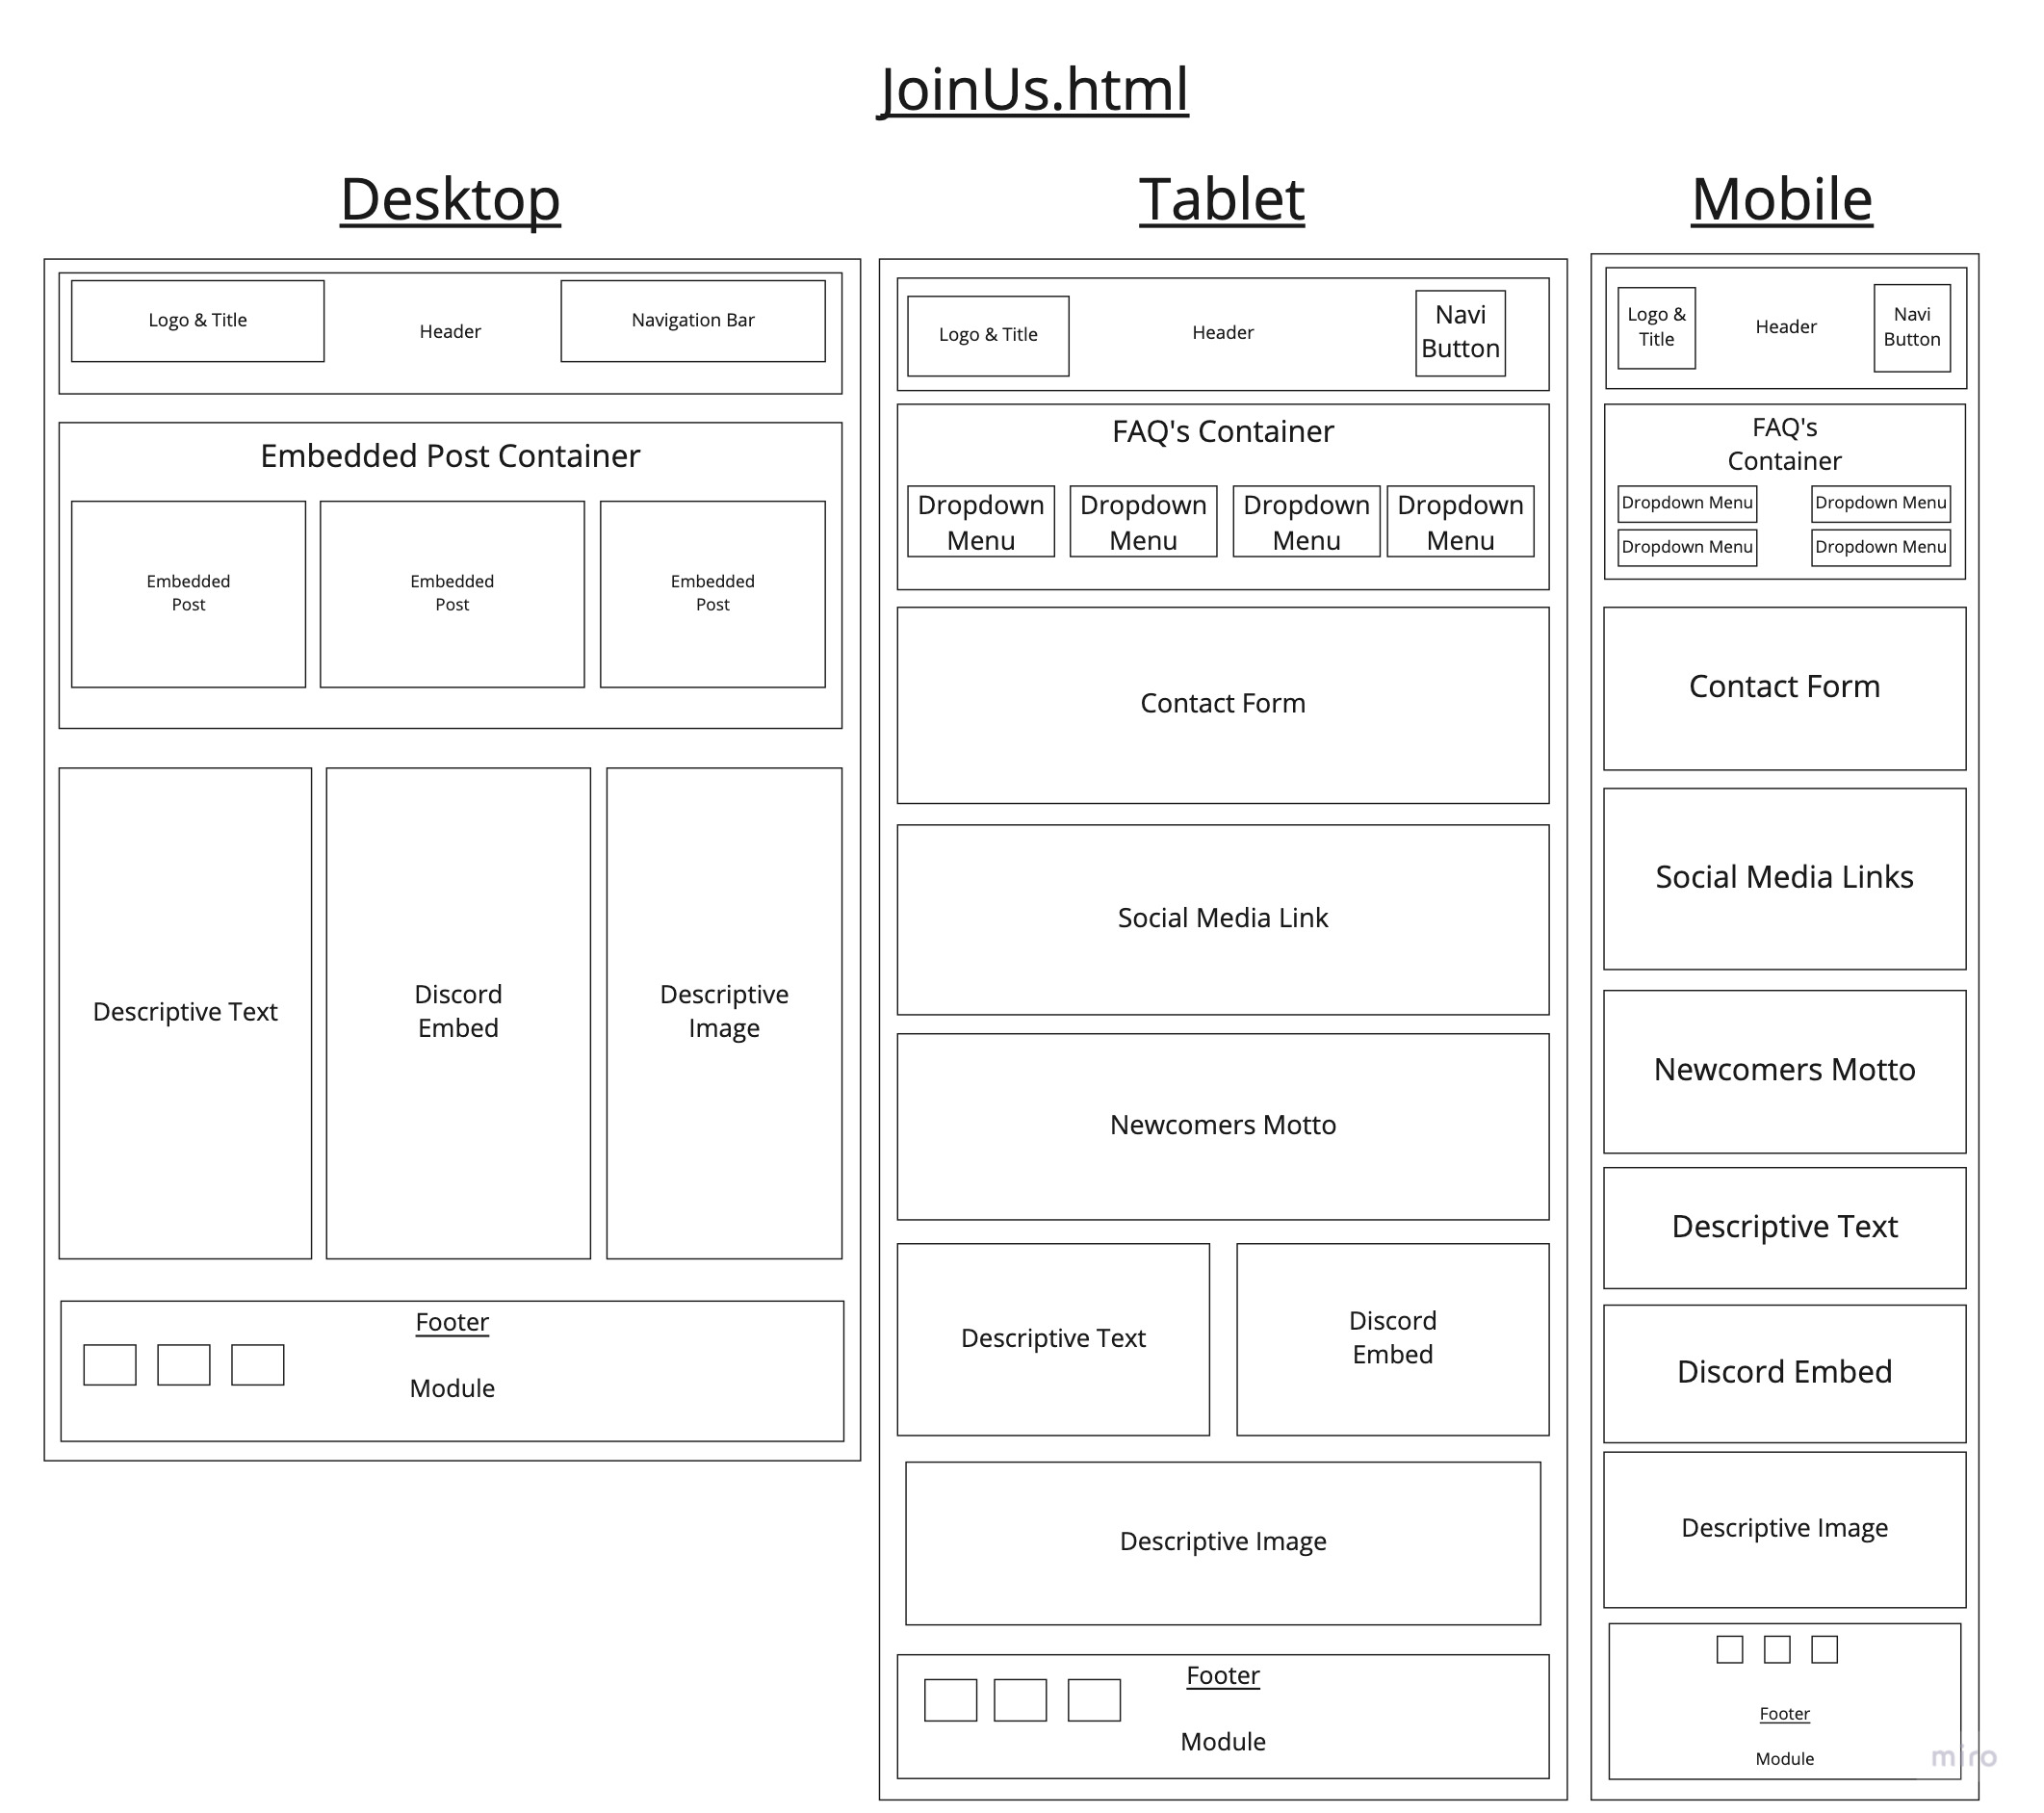 JoinUs.html
Desktop
Logo & Title
Header
Navigation Bar
Embedded Post Container
Embedded
Post
Embedded
Post
Embedded
Post
Descriptive Text
Discord
Embed
Descriptive
Image
Footer
Module
Tablet
Logo & Title
Header
Navi
Button
FAQ's Container
Dropdown
Menu
Dropdown
Menu
Dropdown
Menu
Dropdown
Menu
Contact Form
Social Media Link
Newcomers Motto
Descriptive Text
Discord
Embed
Descriptive Image
Footer
Module
Mobile
Logo &
Title
Header
Navi
Button
FAQ's
Container
Dropdown Menu
Dropdown Menu
Dropdown Menu
Dropdown Menu
Contact Form
Social Media Links
Newcomers Motto
Descriptive Text
Discord Embed
Descriptive Image
Footer
Module
miro